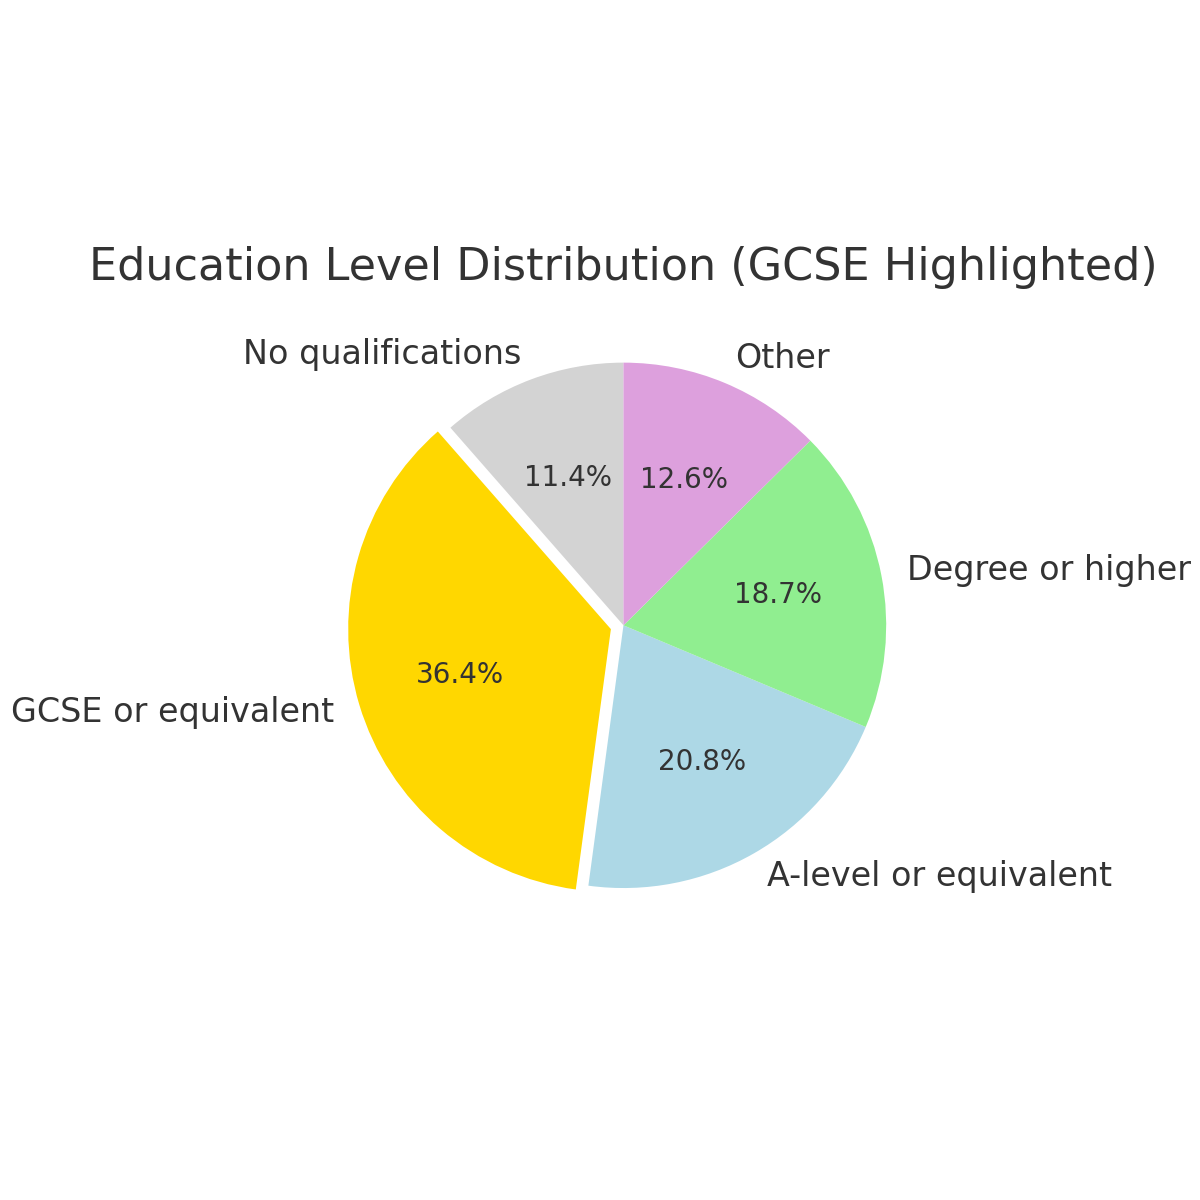 Education Level Distribution (GCSE Highlighted)
No qualifications
Other
11.4%
12.6%
Degree or higher
18.7%
36.4%
GCSE or equivalent
20.8%
A-level or equivalent